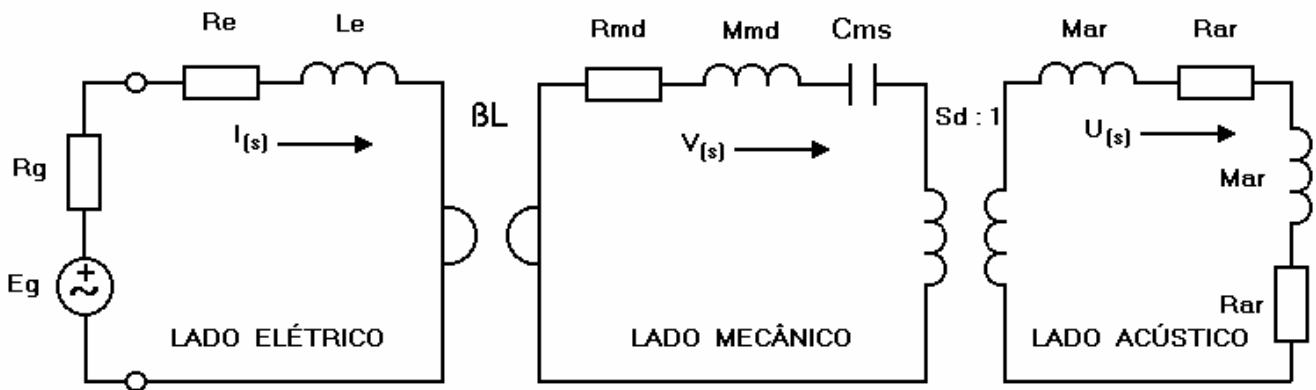 Re
Le
Rmd
Mmd
Cms
Mar
Rar
βL
Sd : 1
I(s)
V(s)
U(s)
Rg
Mar
+
Eg
Rar
LADO ELÉTRICO
LADO MECÂNICO
LADO ACÚSTICO